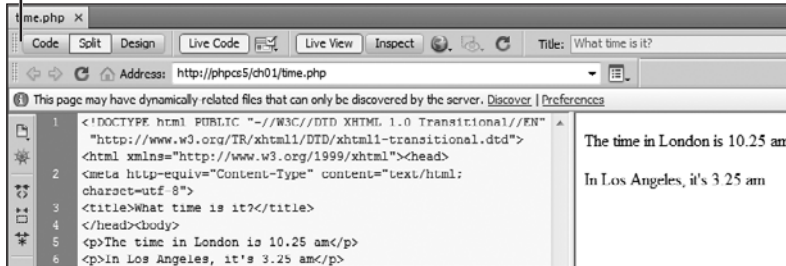 time.php ×
Code Split Design Live Code Live View Inspect Title: What time is it?
Address: http://phpcs5/ch01/time.php
This page may have dynamically-related files that can only be discovered by the server. Discover | Preferences
1 <!DOCTYPE html PUBLIC "-//W3C//DTD XHTML 1.0 Transitional//EN"
"http://www.w3.org/TR/xhtml1/DTD/xhtml1-transitional.dtd">
<html xmlns="http://www.w3.org/1999/xhtml"><head>
2 <meta http-equiv="Content-Type" content="text/html;
charset=utf-8">
3 <title>What time is it?</title>
4 </head><body>
5 <p>The time in London is 10.25 am</p>
6 <p>In Los Angeles, it's 3.25 am</p>
The time in London is 10.25 am
In Los Angeles, it's 3.25 am